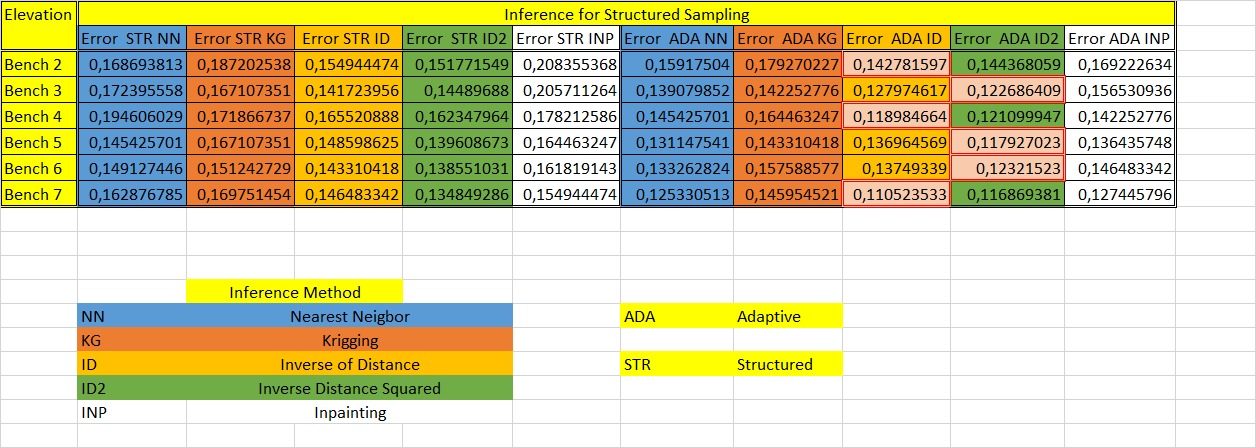 Elevation Inference for Structured Sampling
Error STR NN Error STR KG Error STR ID Error STR ID2 Error STR INP Error ADA NN Error ADA KG Error ADA ID Error ADA ID2 Error ADA INP
Bench 2 0,168693813 0,187202538 0,154944474 0,151771549 0,208355368 0,15917504 0,179270227 0,142781597 0,144368059 0,169222634
Bench 3 0,172395558 0,167107351 0,141723956 0,14489688 0,205711264 0,139079852 0,142252776 0,127974617 0,122686409 0,156530936
Bench 4 0,194606029 0,171866737 0,165520888 0,162347964 0,178212586 0,145425701 0,164463247 0,118984664 0,121099947 0,142252776
Bench 5 0,145425701 0,167107351 0,148598625 0,139608673 0,164463247 0,131147541 0,143310418 0,136964569 0,117927023 0,136435748
Bench 6 0,149127446 0,151242729 0,143310418 0,138551031 0,161819143 0,133262824 0,157588577 0,13749339 0,12321523 0,146483342
Bench 7 0,162876785 0,169751454 0,146483342 0,134849286 0,154944474 0,125330513 0,145954521 0,110523533 0,116869381 0,127445796
Inference Method
NN Nearest Neigbor ADA Adaptive
KG Krigging
ID Inverse of Distance STR Structured
ID2 Inverse Distance Squared
INP Inpainting